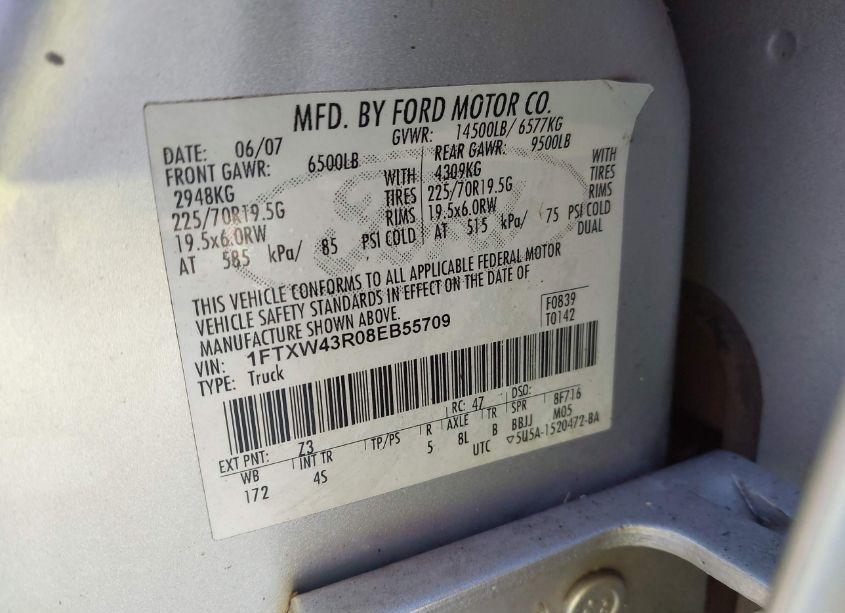 MFD. BY FORD MOTOR CO.
DATE: 06/07 GVWR: 14500LB/ 6577KG
FRONT GAWR: 6500LB REAR GAWR: 9500LB
2948KG WITH 4309KG WITH
225/70R19.5G TIRES 225/70R19.5G TIRES
19.5x6.0RW RIMS 19.5x6.0RW RIMS
AT 585 kPa/ 85 PSI COLD AT 515 kPa/ 75 PSI COLD
DUAL
THIS VEHICLE CONFORMS TO ALL APPLICABLE FEDERAL MOTOR
VEHICLE SAFETY STANDARDS IN EFFECT ON THE DATE OF
MANUFACTURE SHOWN ABOVE.
F0839
VIN: 1FTXW43R08EB55709
T0142
TYPE: Truck
EXT PNT: Z3 RC: 47 DSO:
WB INT TR TP/PS R AXLE TR SPR 8F716
172 4S 5 8L B BBJJ M05
UTC ▽5U5A-1520472-BA